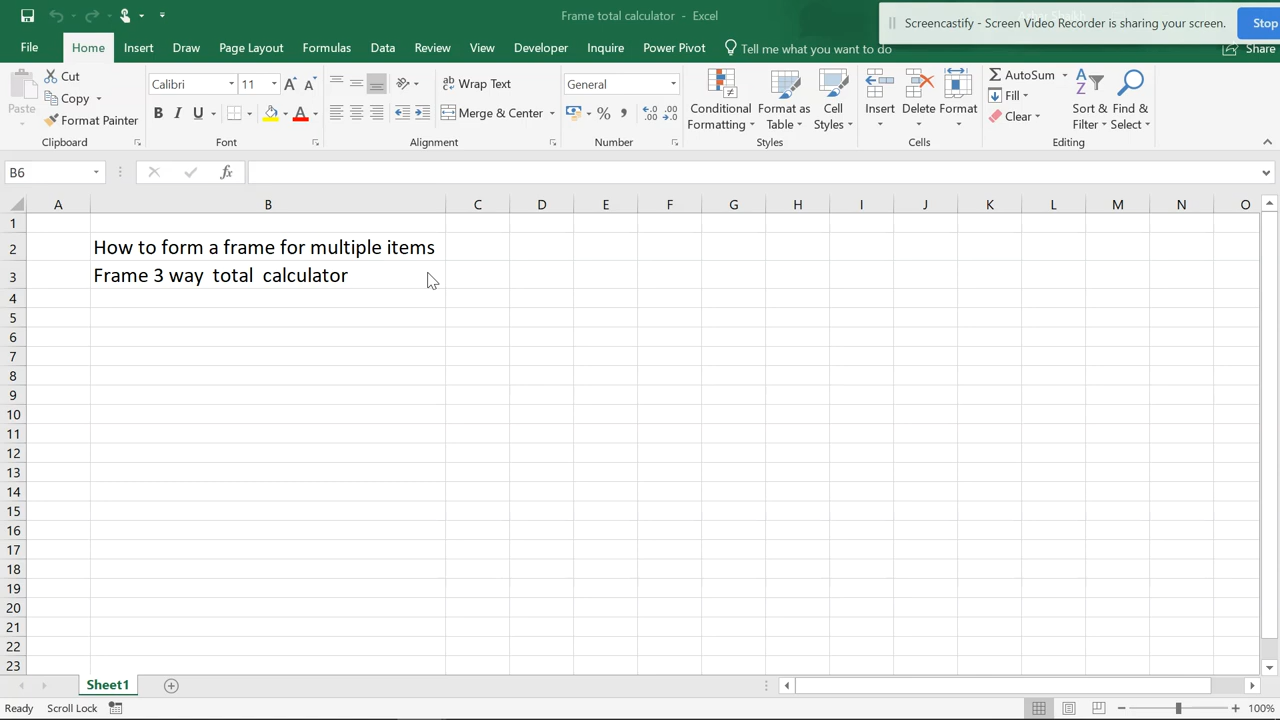 Frame total calculator - Excel
Screencastify - Screen Video Recorder is sharing your screen.
Stop
File Home Insert Draw Page Layout Formulas Data Review View Developer Inquire Power Pivot Tell me what you want to do Share
Paste
Cut
Copy
Format Painter
Clipboard
Calibri 11
B I U
Font
ab Wrap Text
Merge & Center
Alignment
General
% ,
Number
Conditional Formatting
Format as Table
Cell Styles
Styles
Insert Delete Format
Cells
AutoSum
Fill
Clear
Sort & Filter
Find & Select
Editing
B6 fx
A B C D E F G H I J K L M N O
1
2 How to form a frame for multiple items
3 Frame 3 way  total  calculator
4
5
6
7
8
9
10
11
12
13
14
15
16
17
18
19
20
21
22
23
Sheet1
Ready Scroll Lock 100%